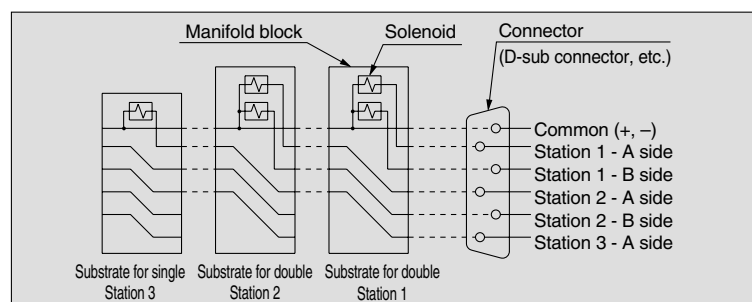 Manifold block
Solenoid
Connector
(D-sub connector, etc.)
Common (+, –)
Station 1 - A side
Station 1 - B side
Station 2 - A side
Station 2 - B side
Station 3 - A side
Substrate for single
Station 3
Substrate for double
Station 2
Substrate for double
Station 1